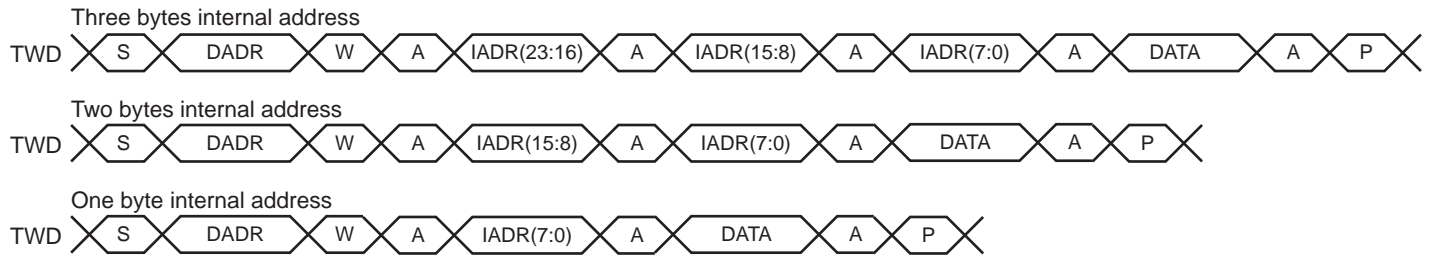 Three bytes internal address
TWD S DADR W A IADR(23:16) A IADR(15:8) A IADR(7:0) A DATA A P
Two bytes internal address
TWD S DADR W A IADR(15:8) A IADR(7:0) A DATA A P
One byte internal address
TWD S DADR W A IADR(7:0) A DATA A P